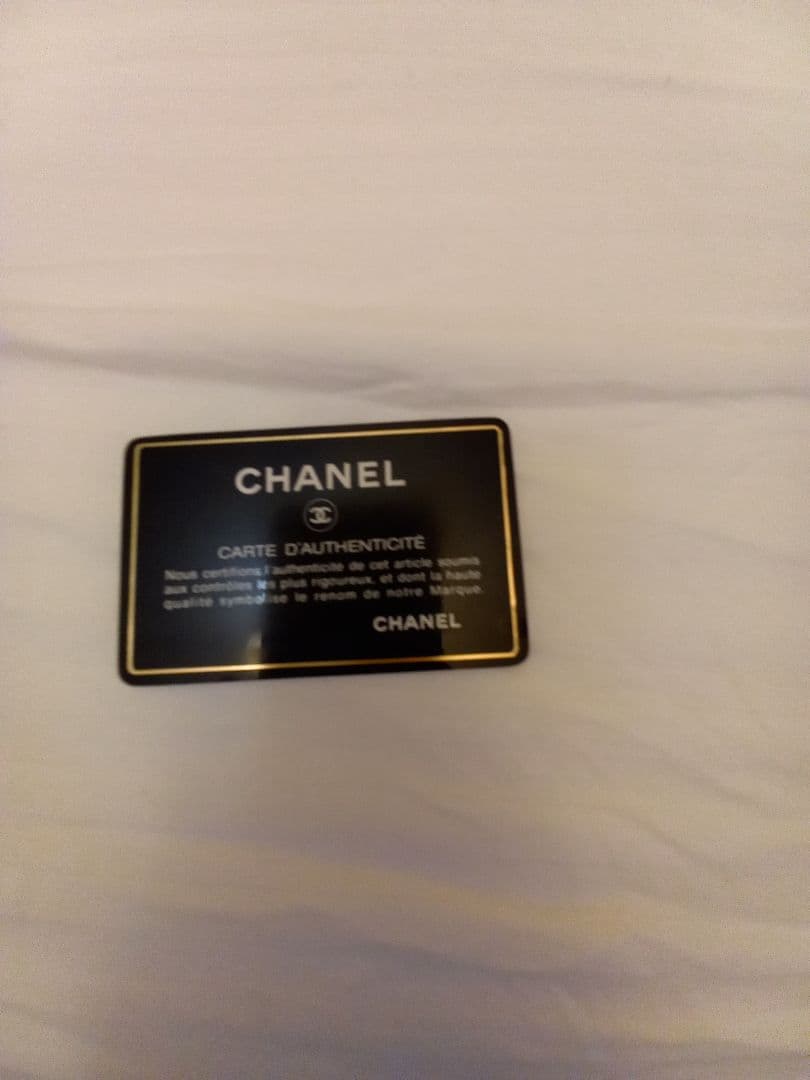 CHANEL
CARTE D'AUTHENTICITÉ
Nous certifions l'authenticité de cet article soumis
aux contrôles les plus rigoureux, et dont la haute
qualité symbolise le renom de notre Marque.
CHANEL